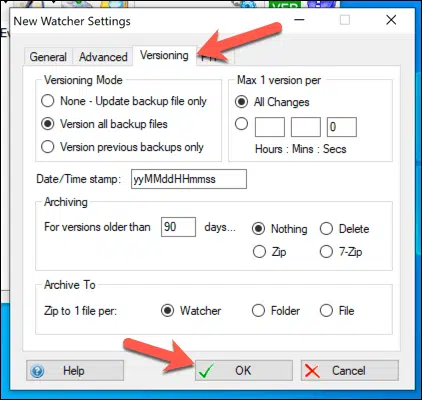 VER
New Watcher Settings
General Advanced Versioning
Versioning Mode
None - Update backup file only
Version all backup files
Version previous backups only
Max 1 version per
All Changes
0
Hours : Mins : Secs
Date/Time stamp: yyMMddHHmmss
Archiving
For versions older than 90 days...
Nothing Delete
Zip 7-Zip
Archive To
Zip to 1 file per: Watcher Folder File
Help OK Cancel